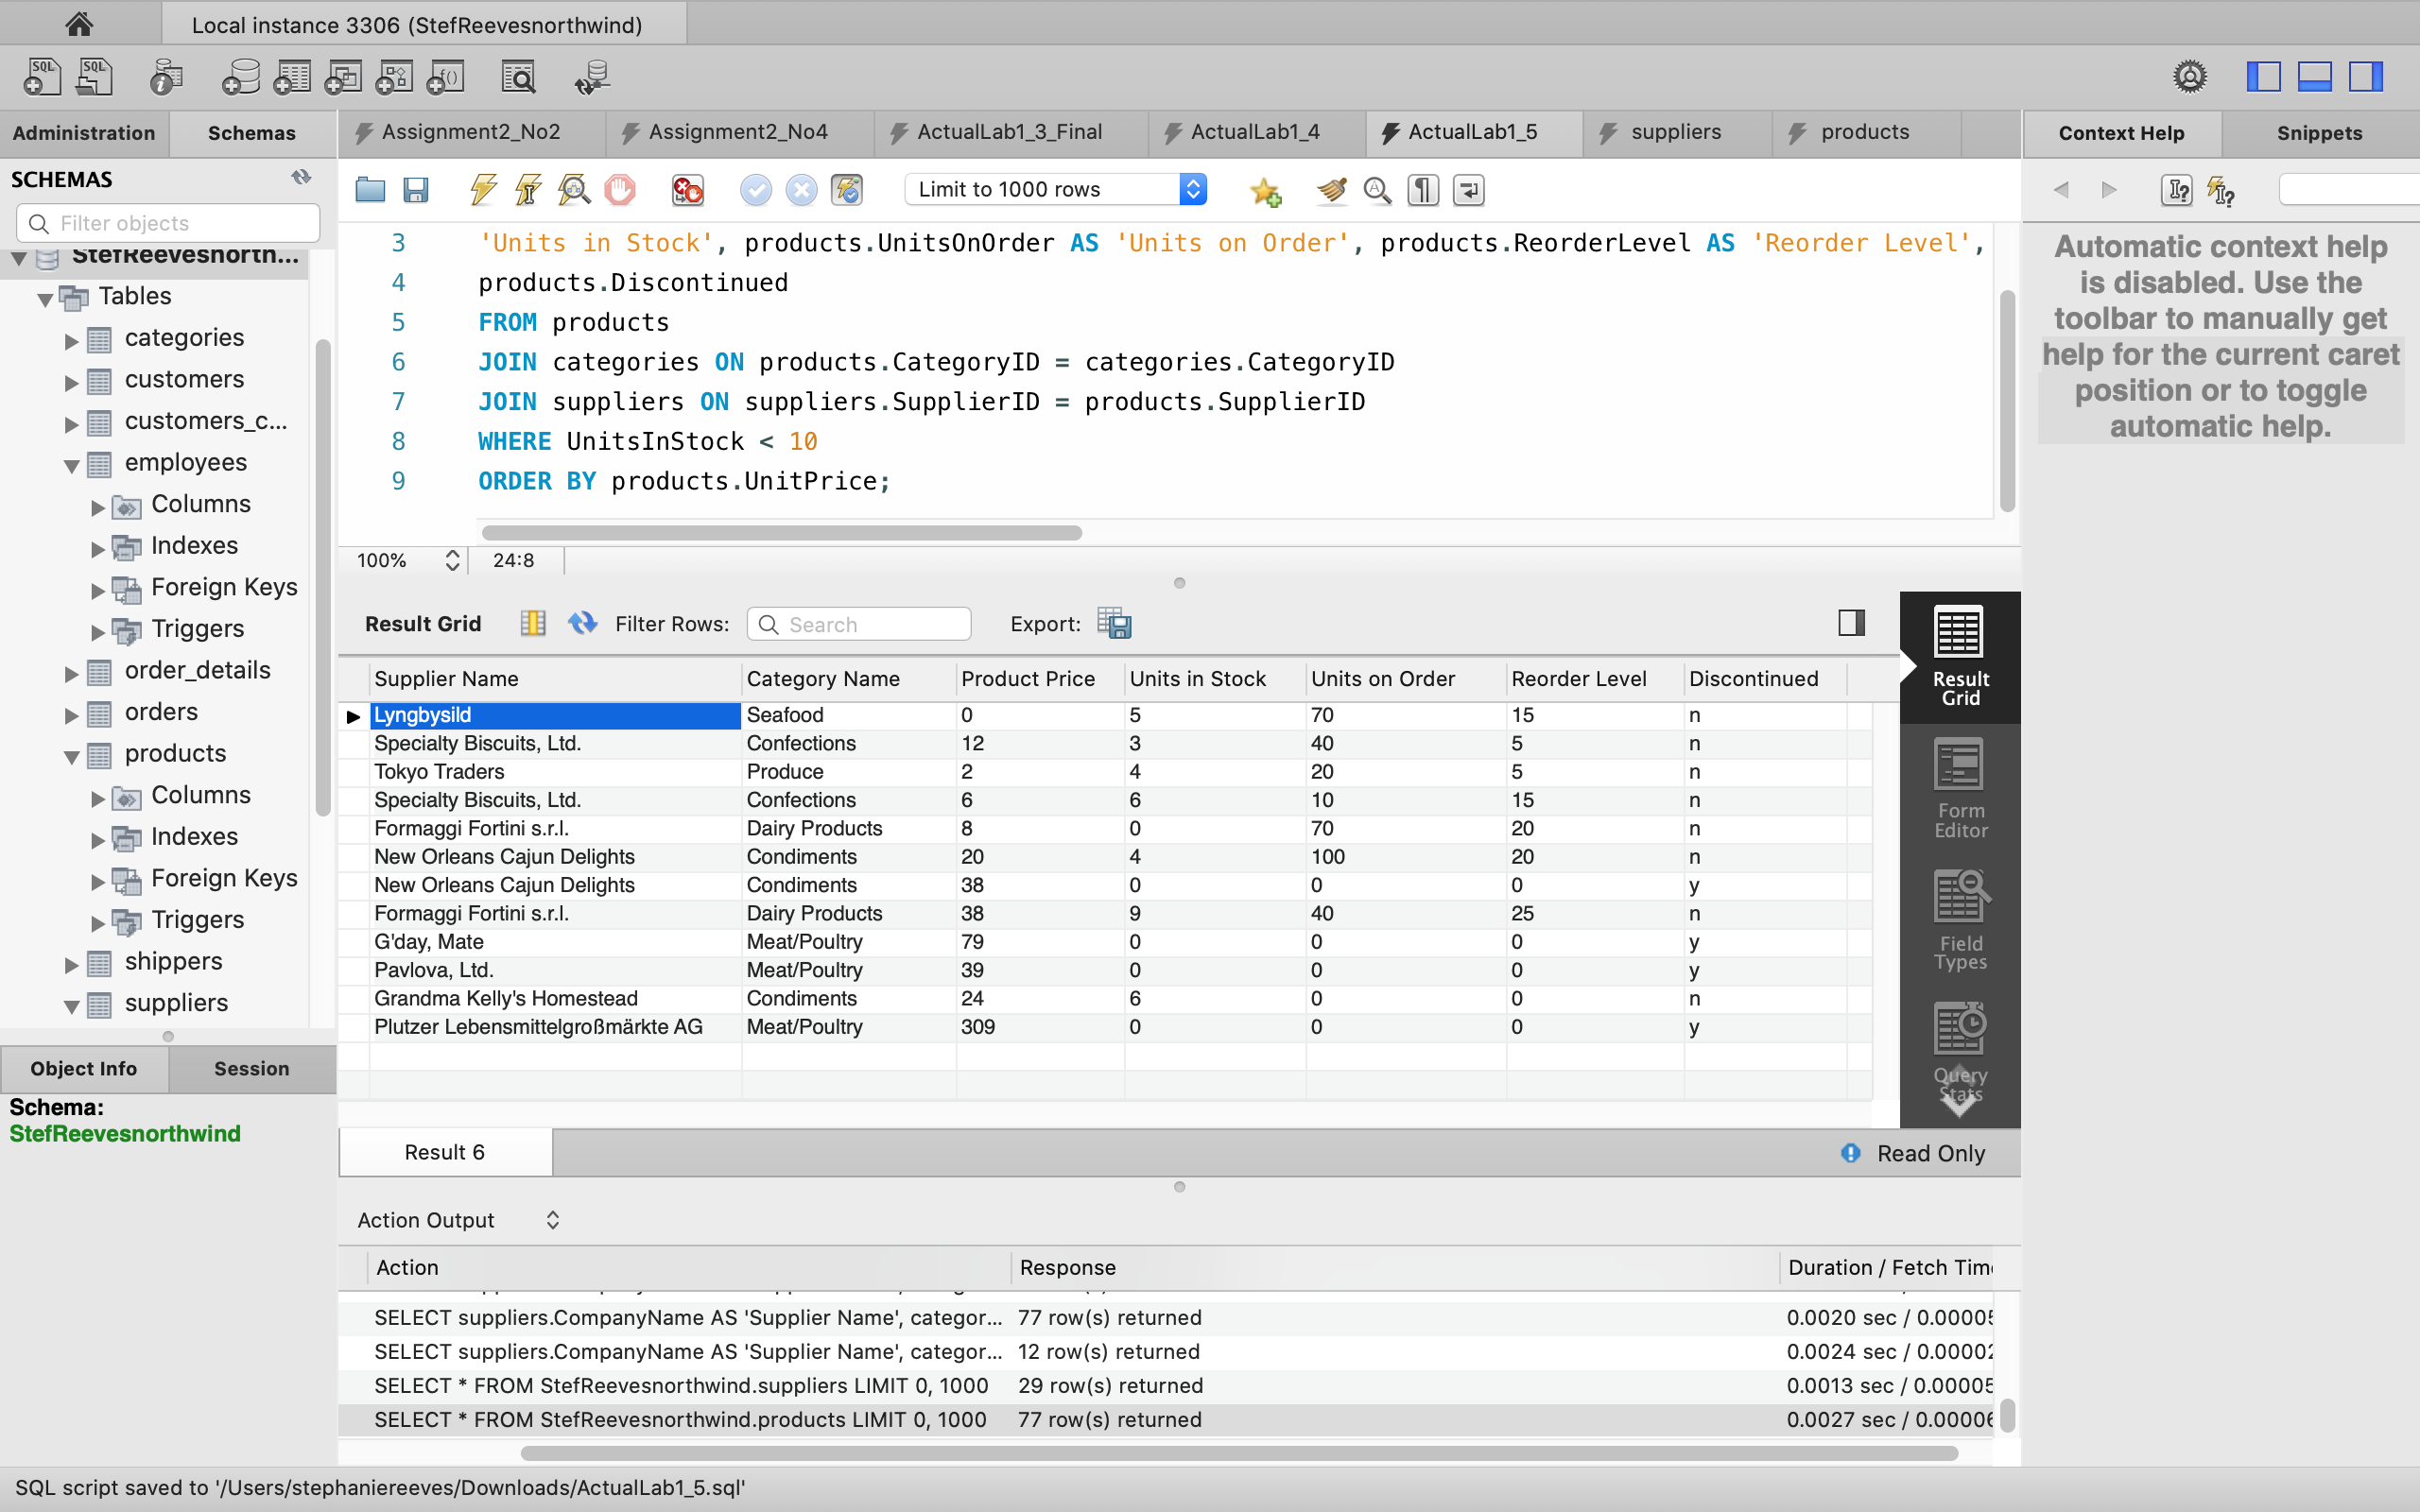 Local instance 3306 (StefReevesnorthwind)
SQL SQL
Administration Schemas
SCHEMAS
Filter objects
StefReevesnorth...
Tables
categories
customers
customers_c...
employees
Columns
Indexes
Foreign Keys
Triggers
order_details
orders
products
Columns
Indexes
Foreign Keys
Triggers
shippers
suppliers
Object Info Session
Schema:
StefReevesnorthwind
Assignment2_No2 Assignment2_No4 ActualLab1_3_Final ActualLab1_4 ActualLab1_5 suppliers products
Limit to 1000 rows
3 'Units in Stock', products.UnitsOnOrder AS 'Units on Order', products.ReorderLevel AS 'Reorder Level',
4 products.Discontinued
5 FROM products
6 JOIN categories ON products.CategoryID = categories.CategoryID
7 JOIN suppliers ON suppliers.SupplierID = products.SupplierID
8 WHERE UnitsInStock < 10
9 ORDER BY products.UnitPrice;
100% 24:8
Result Grid Filter Rows: Search Export:
Supplier Name Category Name Product Price Units in Stock Units on Order Reorder Level Discontinued
Lyngbysild Seafood 0 5 70 15 n
Specialty Biscuits, Ltd. Confections 12 3 40 5 n
Tokyo Traders Produce 2 4 20 5 n
Specialty Biscuits, Ltd. Confections 6 6 10 15 n
Formaggi Fortini s.r.l. Dairy Products 8 0 70 20 n
New Orleans Cajun Delights Condiments 20 4 100 20 n
New Orleans Cajun Delights Condiments 38 0 0 0 y
Formaggi Fortini s.r.l. Dairy Products 38 9 40 25 n
G'day, Mate Meat/Poultry 79 0 0 0 y
Pavlova, Ltd. Meat/Poultry 39 0 0 0 y
Grandma Kelly's Homestead Condiments 24 6 0 0 n
Plutzer Lebensmittelgroßmärkte AG Meat/Poultry 309 0 0 0 y
Result
Grid
Form
Editor
Field
Types
Query
Stats
Result 6 Read Only
Action Output
Action Response Duration / Fetch Tim
SELECT suppliers.CompanyName AS 'Supplier Name', categor... 77 row(s) returned 0.0020 sec / 0.00005
SELECT suppliers.CompanyName AS 'Supplier Name', categor... 12 row(s) returned 0.0024 sec / 0.00002
SELECT * FROM StefReevesnorthwind.suppliers LIMIT 0, 1000 29 row(s) returned 0.0013 sec / 0.00005
SELECT * FROM StefReevesnorthwind.products LIMIT 0, 1000 77 row(s) returned 0.0027 sec / 0.00006
Context Help Snippets
Automatic context help
is disabled. Use the
toolbar to manually get
help for the current caret
position or to toggle
automatic help.
SQL script saved to '/Users/stephaniereeves/Downloads/ActualLab1_5.sql'